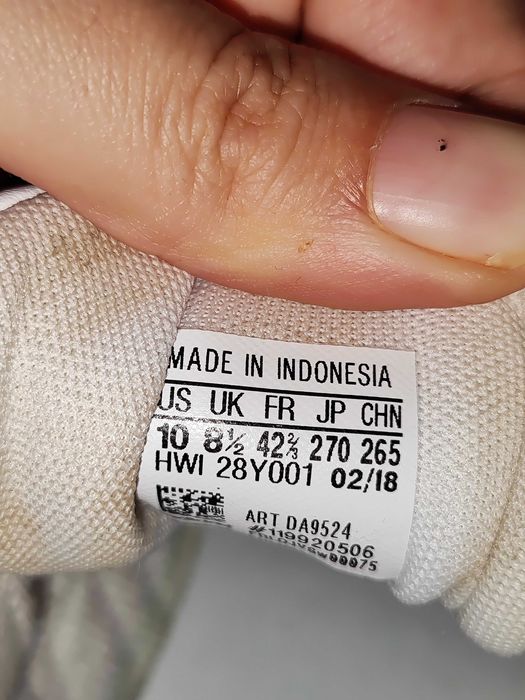 MADE IN INDONESIA
US UK FR JP CHN
10 8½ 42⅔ 270 265
HWI 28Y001 02/18
ART DA9524
#119920506